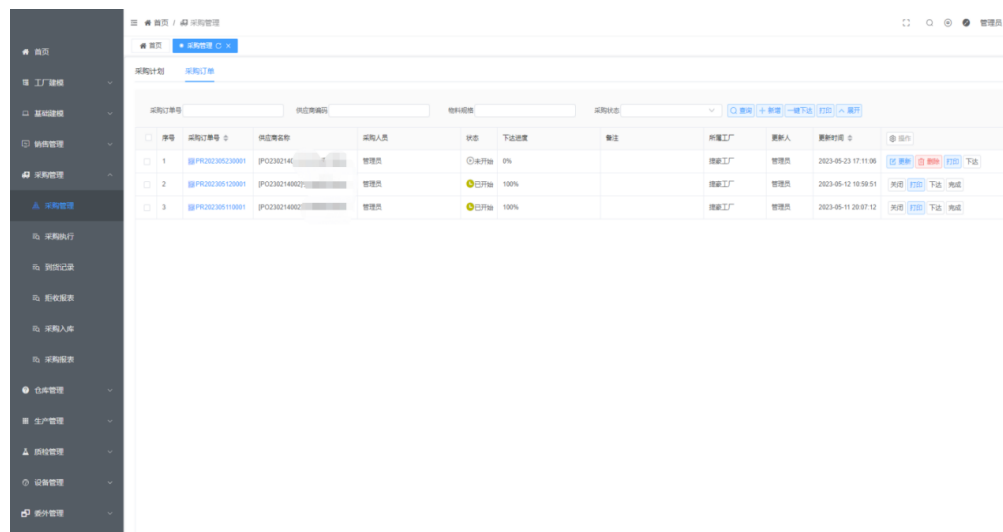 首页 / 采购管理
管理员
首页
采购管理
首页
工厂建模
基础建模
销售管理
采购管理
采购管理
采购执行
到货记录
拒收报表
采购入库
采购报表
仓库管理
生产管理
质检管理
设备管理
委外管理
采购计划 采购订单
采购订单号 供应商编码 物料规格 采购状态 查询 新增 一键下达 打印 展开
序号 采购订单号 供应商名称 采购人员 状态 下达进度 备注 所属工厂 更新人 更新时间 操作
1 PR202305230001 [PO2302140 管理员 未开始 0% 工厂 管理员 2023-05-23 17:11:06 更新 删除 打印 下达
2 PR202305120001 [PO230214002] 管理员 已开始 100% 工厂 管理员 2023-05-12 10:59:51 关闭 打印 下达 完成
3 PR202305110001 [PO230214002] 管理员 已开始 100% 工厂 管理员 2023-05-11 20:07:12 关闭 打印 下达 完成